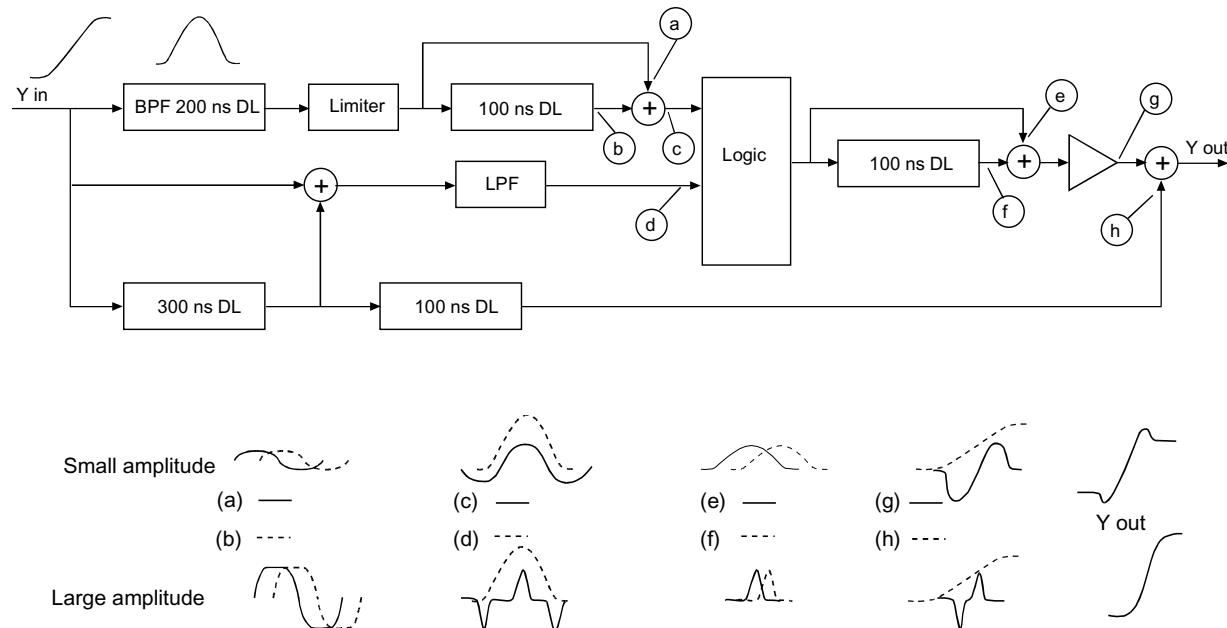 a
Y in
BPF 200 ns DL
Limiter
100 ns DL
+
b
c
e
g
Logic
100 ns DL
+
+
Y out
+
LPF
d
f
h
300 ns DL
100 ns DL
Small amplitude
(a)
(c)
(e)
(g)
Y out
(b)
(d)
(f)
(h)
Large amplitude